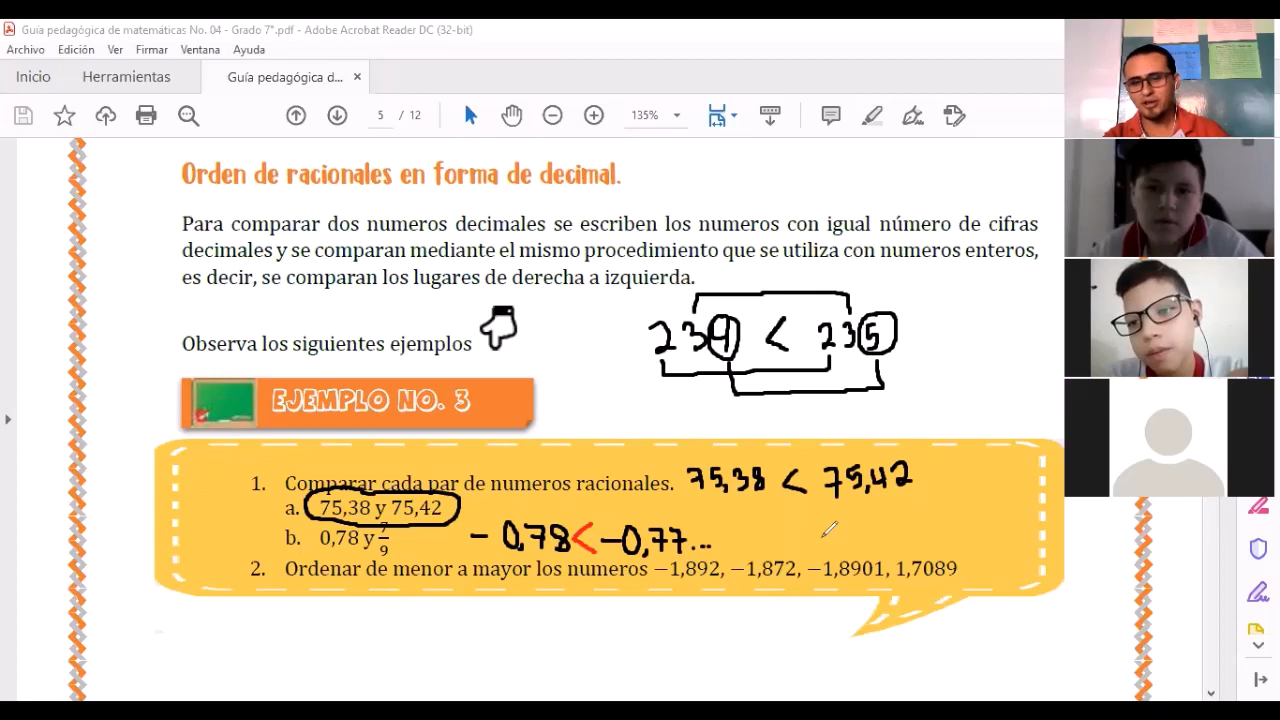 Guía pedagógica de matemáticas No. 04 - Grado 7°.pdf - Adobe Acrobat Reader DC (32-bit)
Archivo Edición Ver Firmar Ventana Ayuda
Inicio Herramientas Guía pedagógica d... ×
5 / 12 135%
Orden de racionales en forma de decimal.
Para comparar dos numeros decimales se escriben los numeros con igual número de cifras
decimales y se comparan mediante el mismo procedimiento que se utiliza con numeros enteros,
es decir, se comparan los lugares de derecha a izquierda.
234 < 235
Observa los siguientes ejemplos
EJEMPLO NO. 3
1. Comparar cada par de numeros racionales. 75,38 < 75,42
a. 75,38 y 75,42
b. 0,78 y 7/9 - 0,78 < -0,77...
2. Ordenar de menor a mayor los numeros −1,892, −1,872, −1,8901, 1,7089